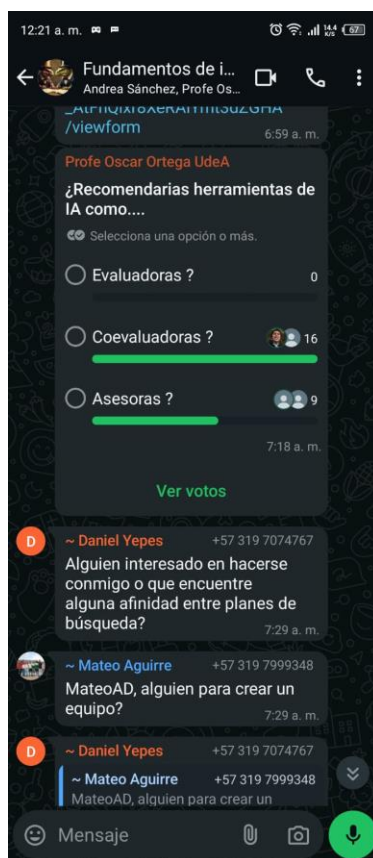 12:21 a. m.
14.4 K/s 67
Fundamentos de i...
Andrea Sánchez, Profe Os...
/viewform
6:59 a. m.
Profe Oscar Ortega UdeA
¿Recomendarias herramientas de
IA como....
Selecciona una opción o más.
Evaluadoras ? 0
Coevaluadoras ? 16
Asesoras ? 9
7:18 a. m.
Ver votos
D
~ Daniel Yepes +57 319 7074767
Alguien interesado en hacerse
conmigo o que encuentre
alguna afinidad entre planes de
búsqueda?
7:29 a. m.
~ Mateo Aguirre +57 319 7999348
MateoAD, alguien para crear un
equipo?
7:29 a. m.
D
~ Daniel Yepes +57 319 7074767
~ Mateo Aguirre +57 319 7999348
MateoAD, alguien para crear un
Mensaje